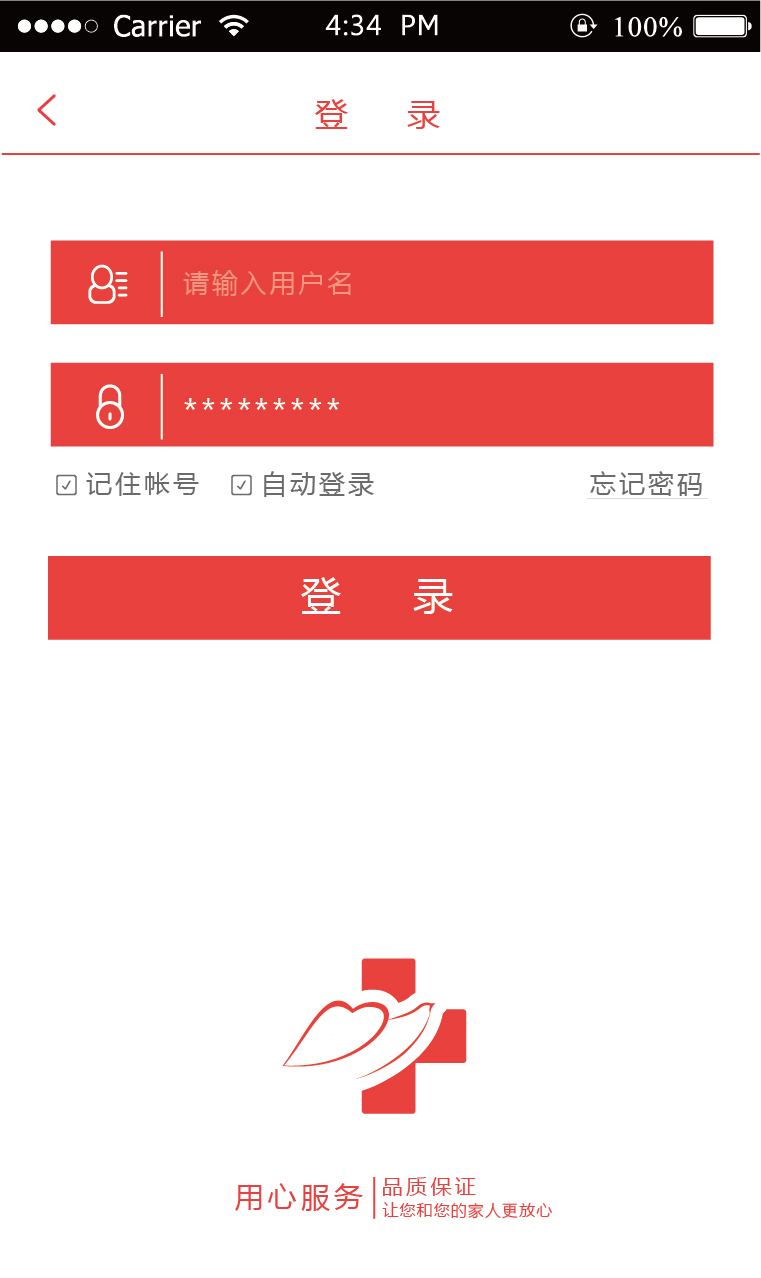 Carrier 4:34 PM 100%
登 录
请输入用户名
*********
记住帐号 自动登录 忘记密码
登 录
用心服务
品质保证
让您和您的家人更放心